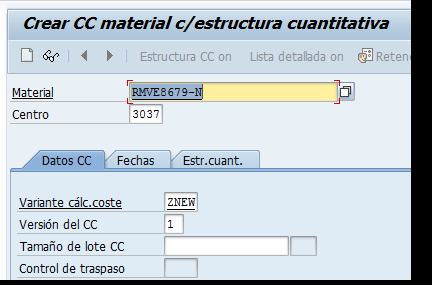 Crear CC material c/estructura cuantitativa
Estructura CC on Lista detallada on Reten
Material RMVE8679-N
Centro 3037
Datos CC Fechas Estr.cuant.
Variante cálc.coste ZNEW
Versión del CC 1
Tamaño de lote CC
Control de traspaso